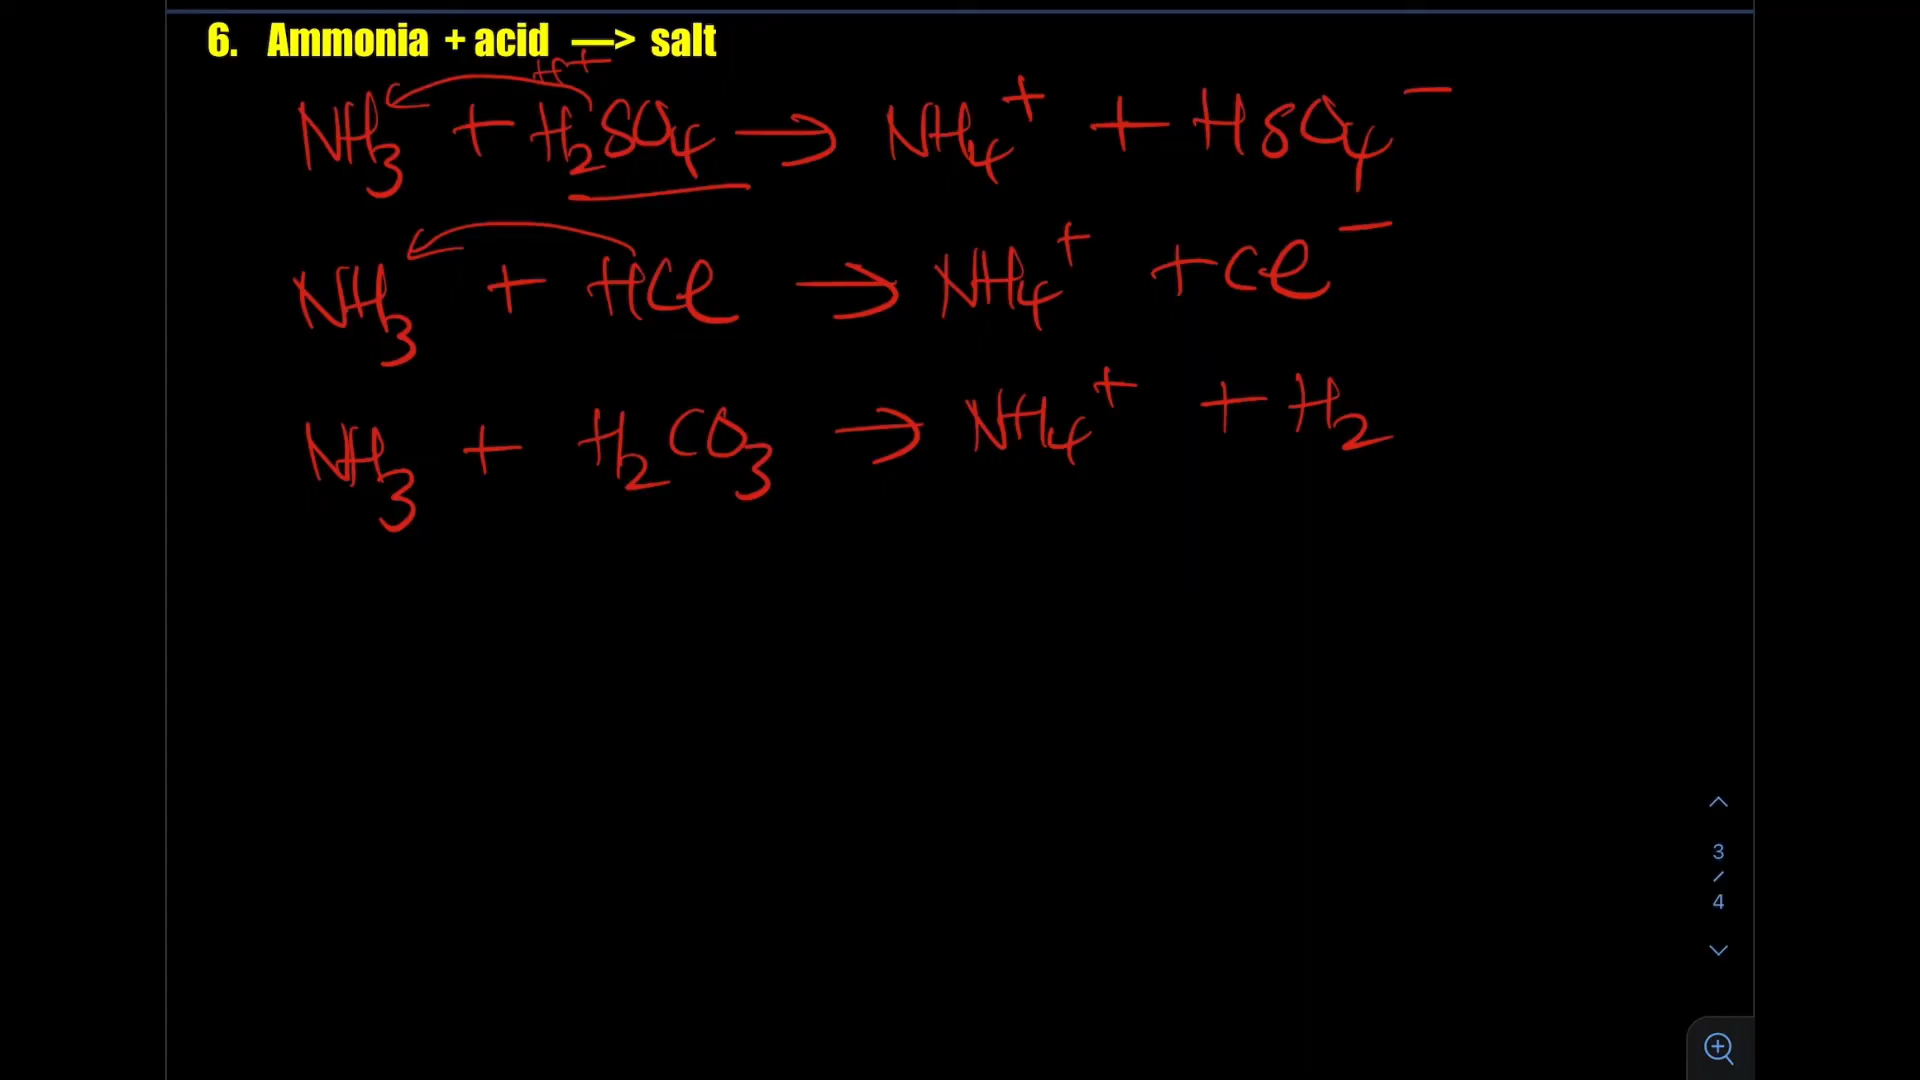 6. Ammonia + acid —> salt
H⁺
NH₃ + H₂SO₄ → NH₄⁺ + HSO₄⁻
NH₃ + HCl → NH₄⁺ + Cl⁻
NH₃ + H₂CO₃ → NH₄⁺ + H₂
3
/
4